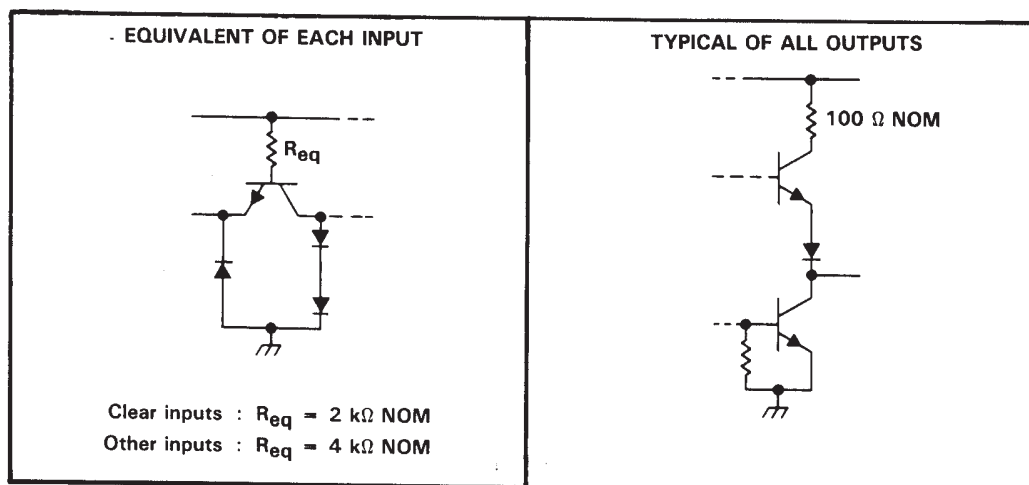 EQUIVALENT OF EACH INPUT
Req
Clear inputs : Req = 2 kΩ NOM
Other inputs : Req = 4 kΩ NOM
TYPICAL OF ALL OUTPUTS
100 Ω NOM